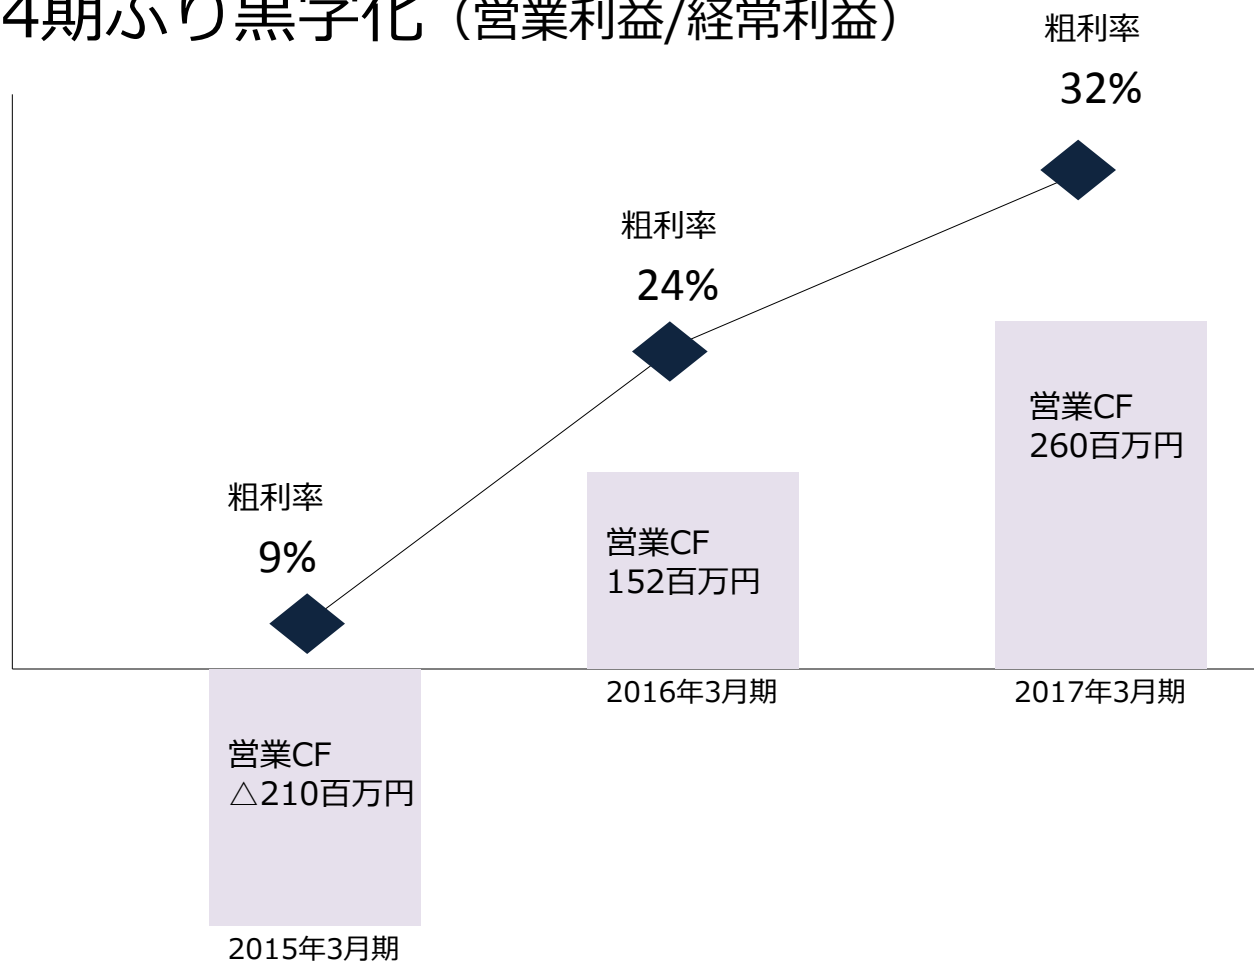 4期ぶり黒字化（営業利益/経常利益）
粗利率
32%
粗利率
24%
営業CF
260百万円
粗利率
9%
営業CF
152百万円
2016年3月期
2017年3月期
営業CF
△210百万円
2015年3月期